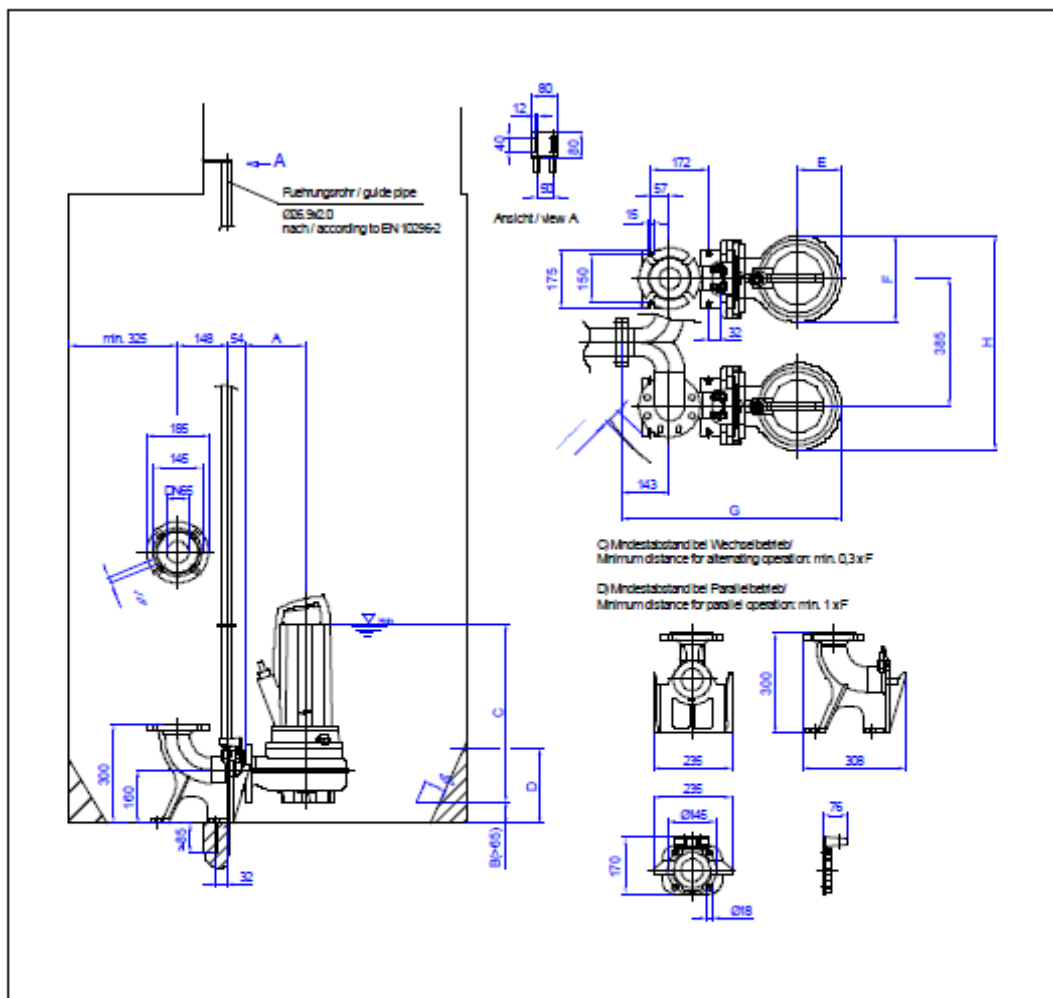 80
12
40
80
50
Ansicht / view A
A
Fuehrungsrohr / guide pipe
Ø26.9x2.0
nach / according to EN 10296-2
172
57
15
E
175
150
32
F
385
H
143
G
min. 325
148
54
A
185
145
DN65
C) Mindestabstand bei Wechselbetrieb/
Minimum distance for alternating operation: min. 0,3 x F
D) Mindestabstand bei Parallelbetrieb/
Minimum distance for parallel operation: min. 1 x F
C
300
160
D
≥85
32
B(>65)
300
235
308
235
Ø145
170
Ø18
75